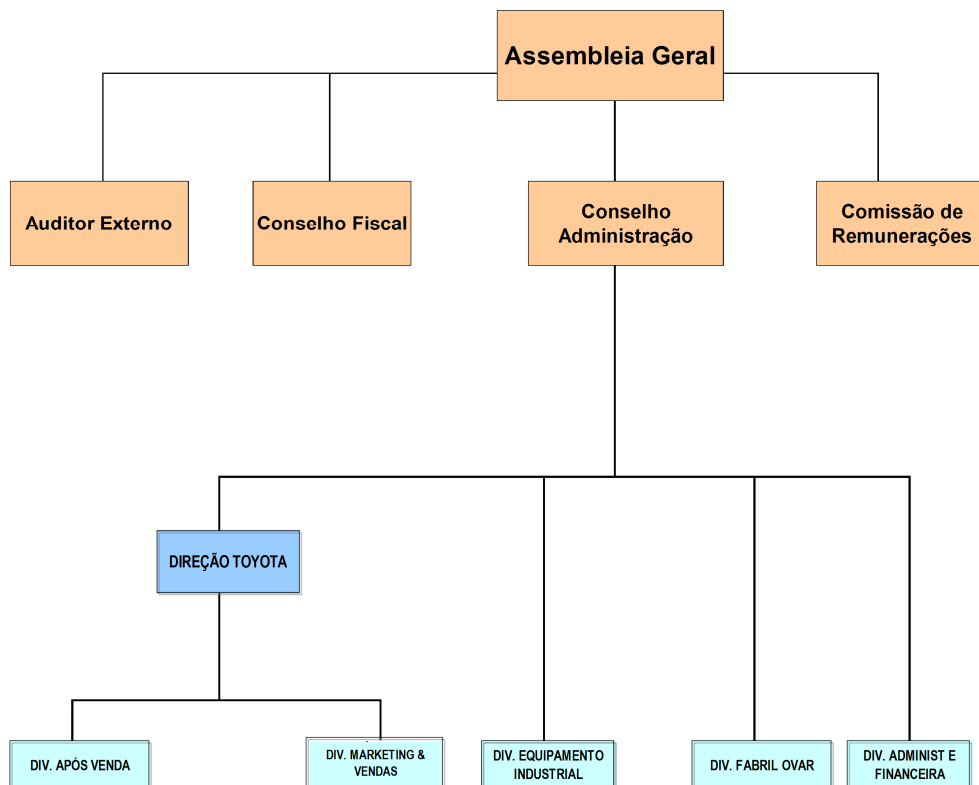 Assembleia Geral
Auditor Externo
Conselho Fiscal
Conselho
Administração
Comissão de
Remunerações
DIREÇÃO TOYOTA
DIV. APÓS VENDA
DIV. MARKETING &
VENDAS
DIV. EQUIPAMENTO
INDUSTRIAL
DIV. FABRIL OVAR
DIV. ADMINIST E
FINANCEIRA